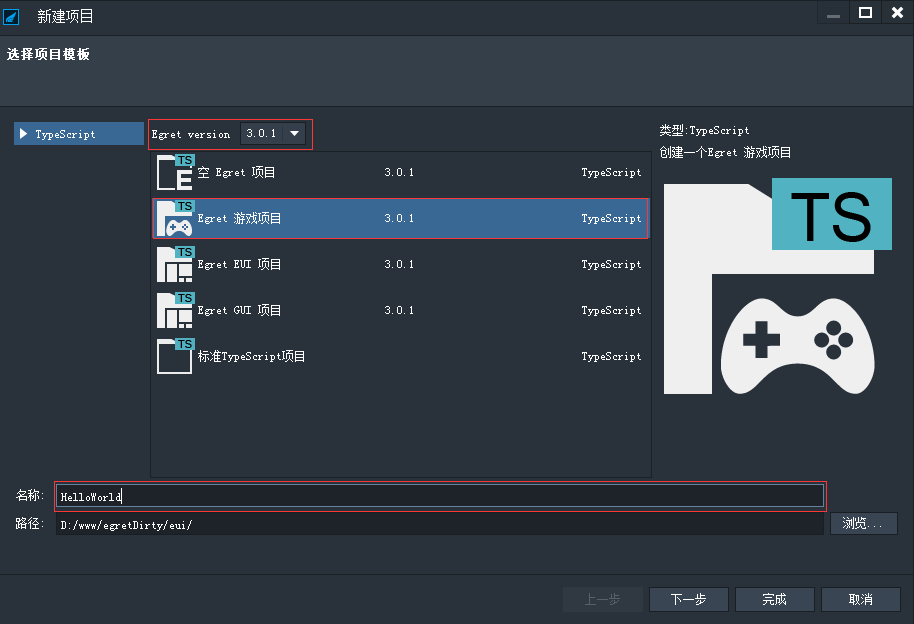 新建项目
选择项目模板
TypeScript
Egret version 3.0.1
TS
空 Egret 项目 3.0.1 TypeScript
TS
Egret 游戏项目 3.0.1 TypeScript
TS
Egret EUI 项目 3.0.1 TypeScript
TS
Egret GUI 项目 3.0.1 TypeScript
TS
标准TypeScript项目 TypeScript
类型:TypeScript
创建一个Egret 游戏项目
TS
名称: HelloWorld
路径: D:/www/egretDirty/eui/ 浏览...
上一步 下一步 完成 取消